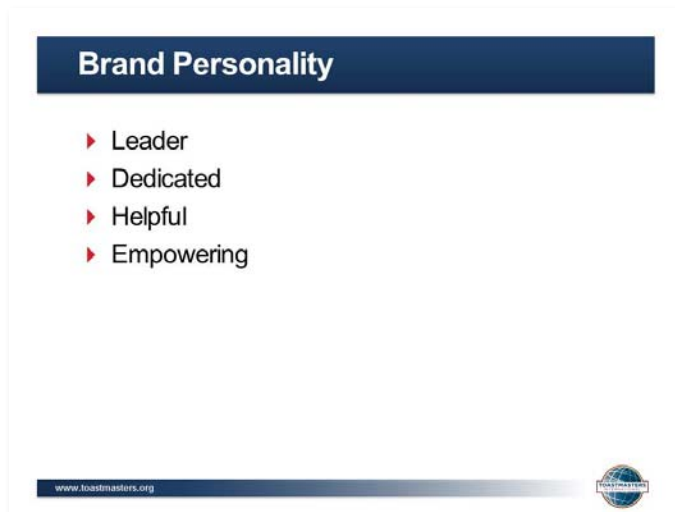 Brand Personality
Leader
Dedicated
Helpful
Empowering
www.toastmasters.org
TOASTMASTERS